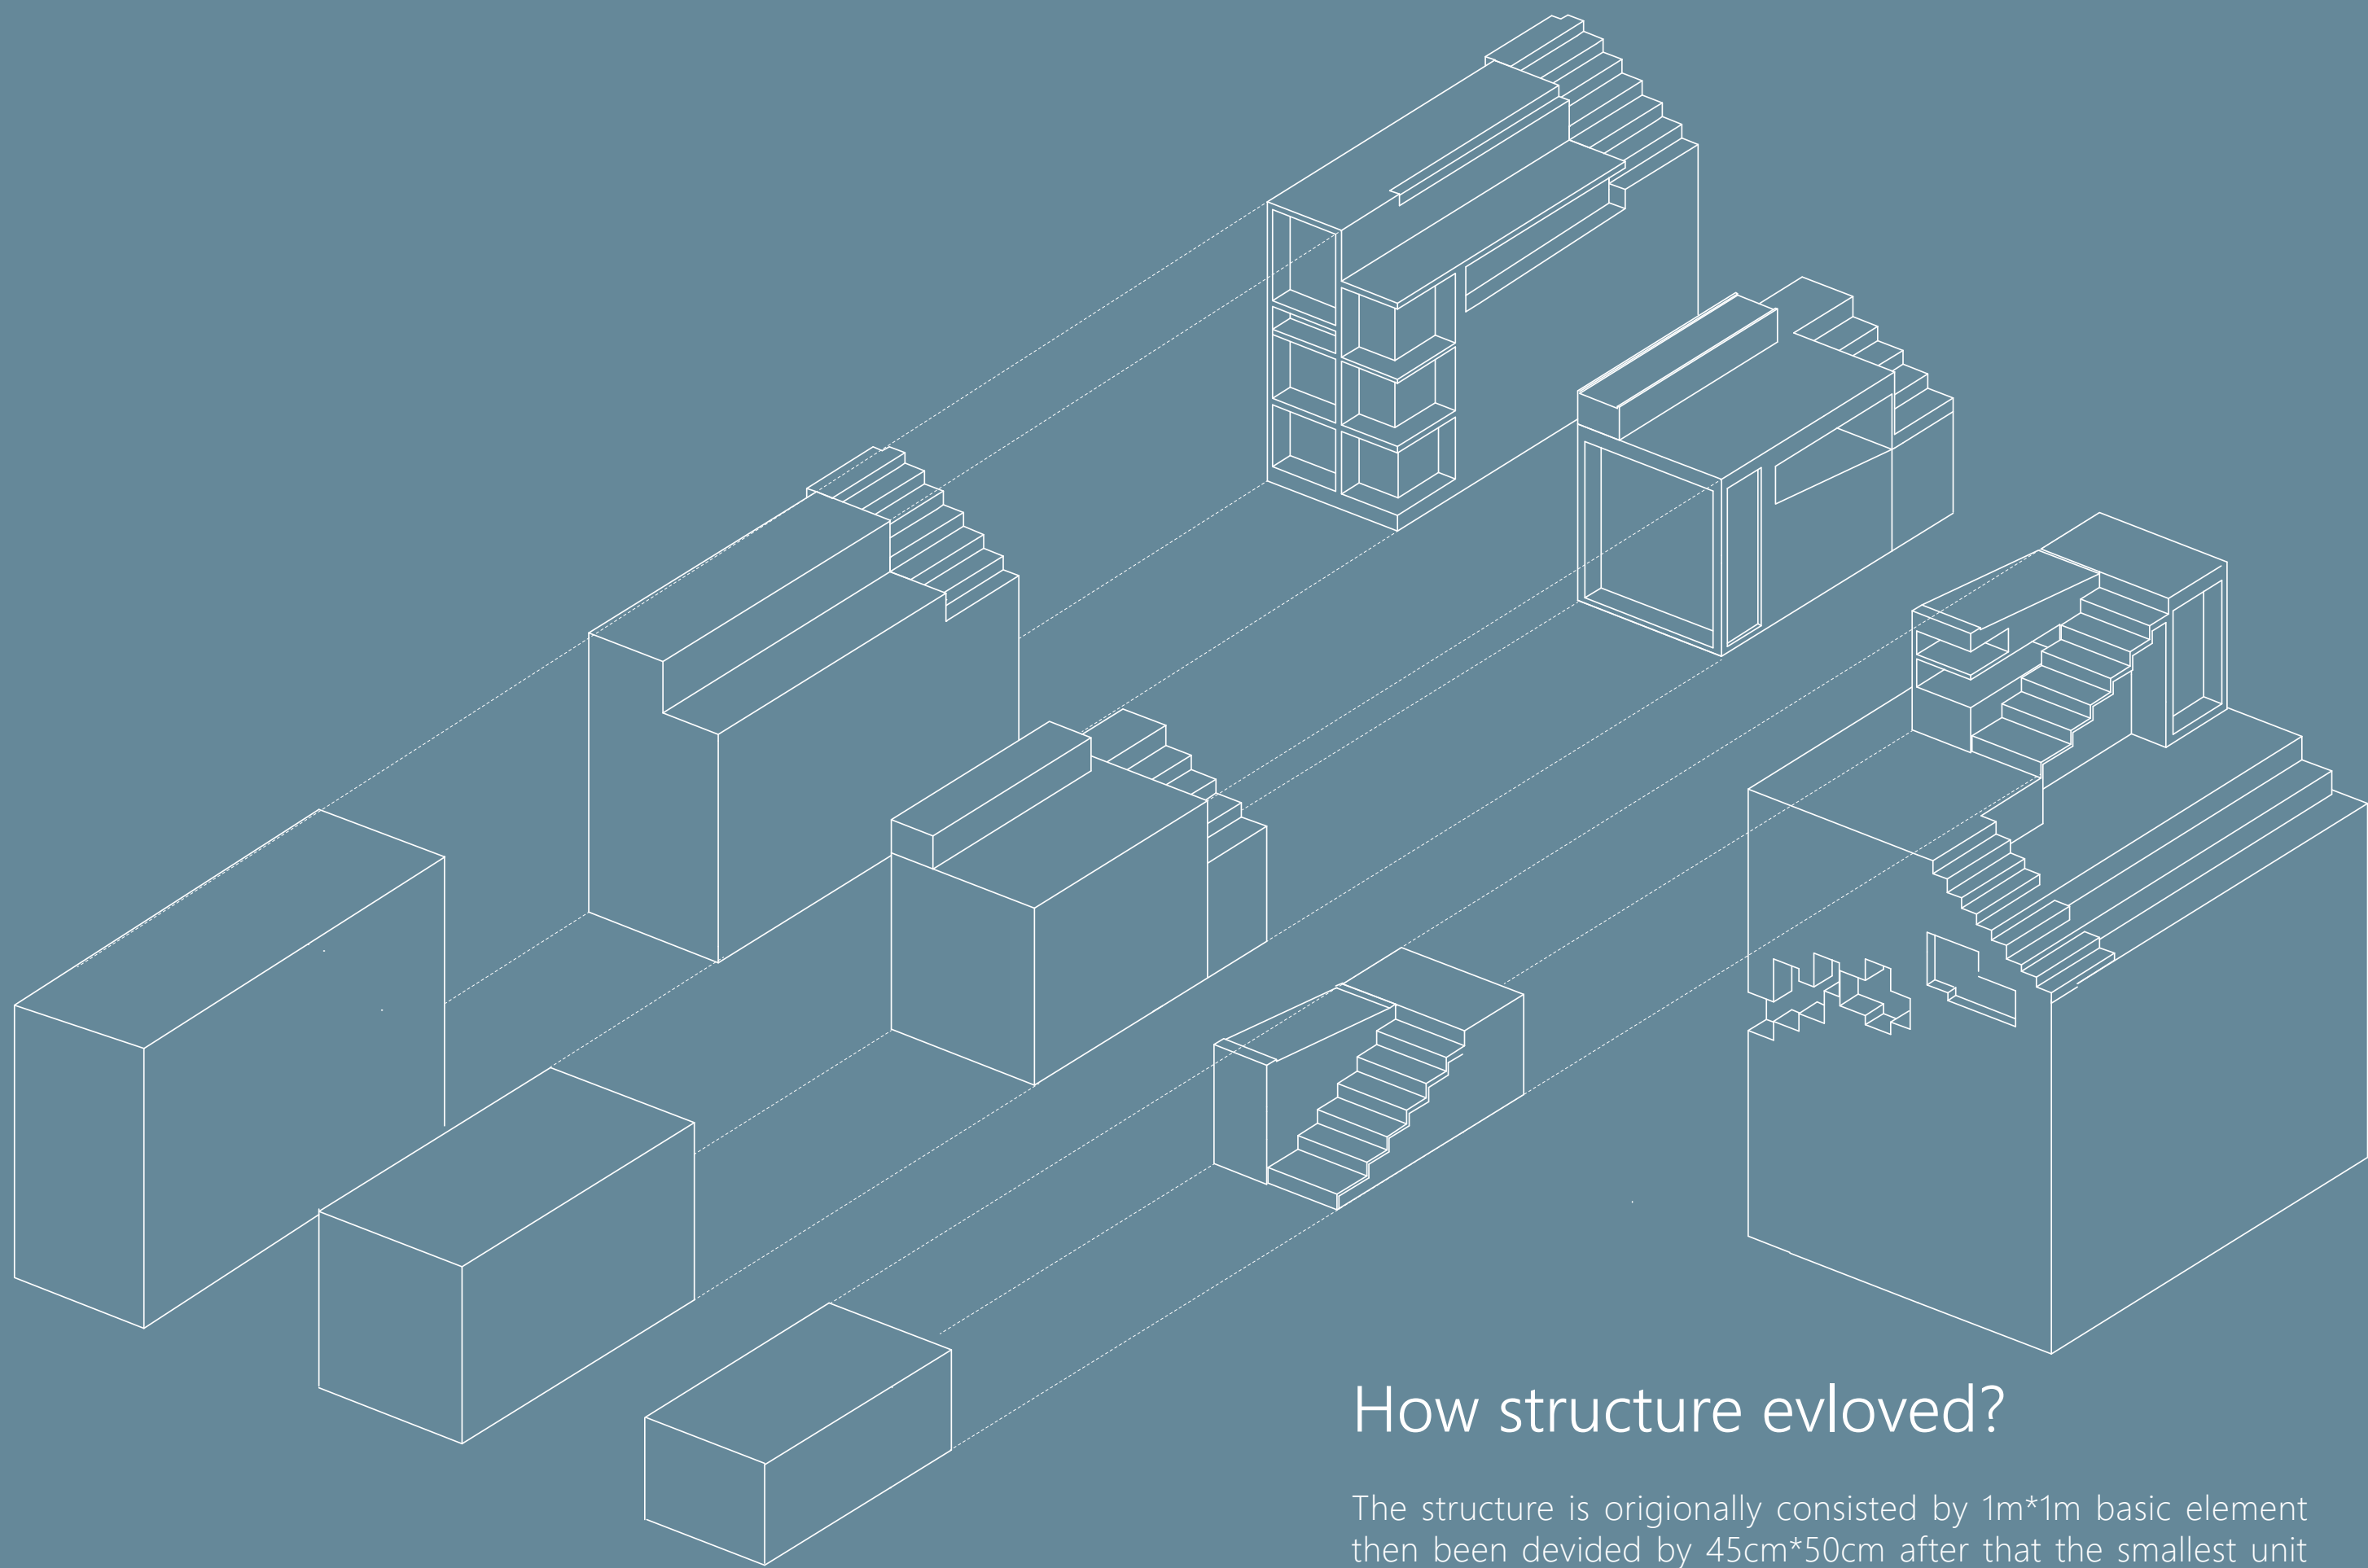 How structure evloved?
The structure is origionally consisted by 1m*1m basic element
then been devided by 45cm*50cm after that the smallest unit